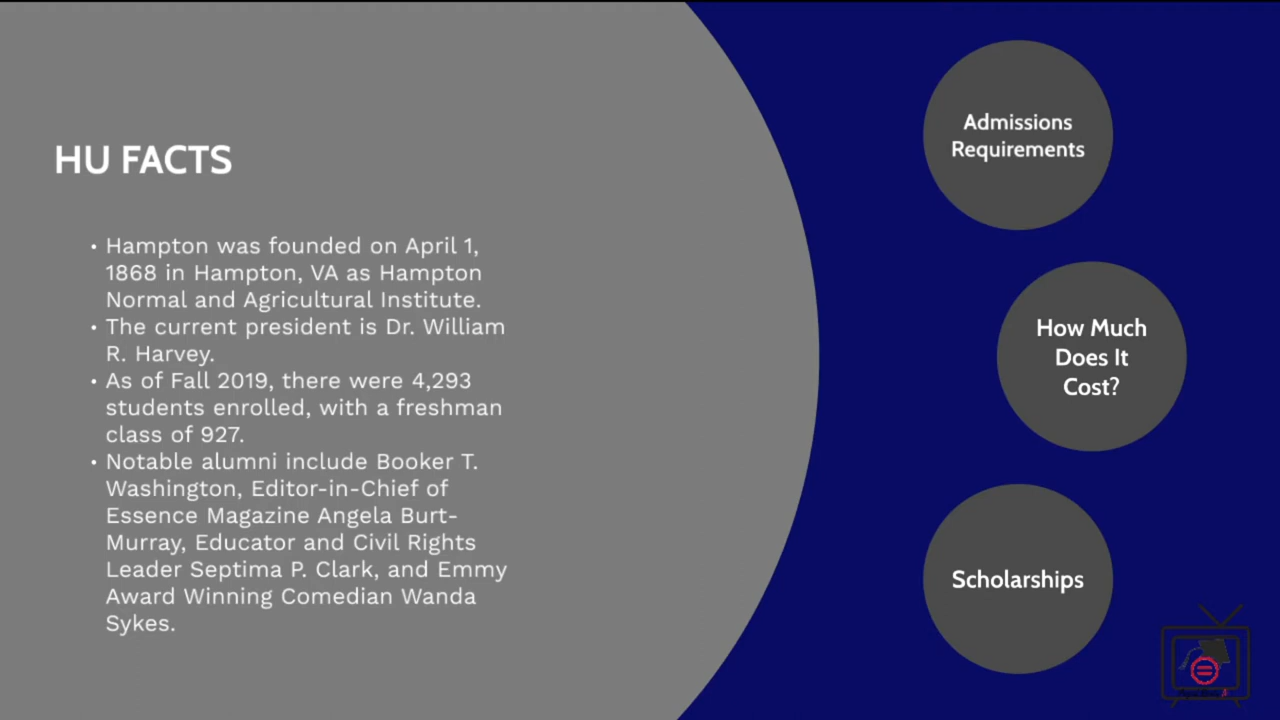 HU FACTS
• Hampton was founded on April 1,
1868 in Hampton, VA as Hampton
Normal and Agricultural Institute.
• The current president is Dr. William
R. Harvey.
• As of Fall 2019, there were 4,293
students enrolled, with a freshman
class of 927.
• Notable alumni include Booker T.
Washington, Editor-in-Chief of
Essence Magazine Angela Burt-
Murray, Educator and Civil Rights
Leader Septima P. Clark, and Emmy
Award Winning Comedian Wanda
Sykes.
Admissions
Requirements
How Much
Does It
Cost?
Scholarships